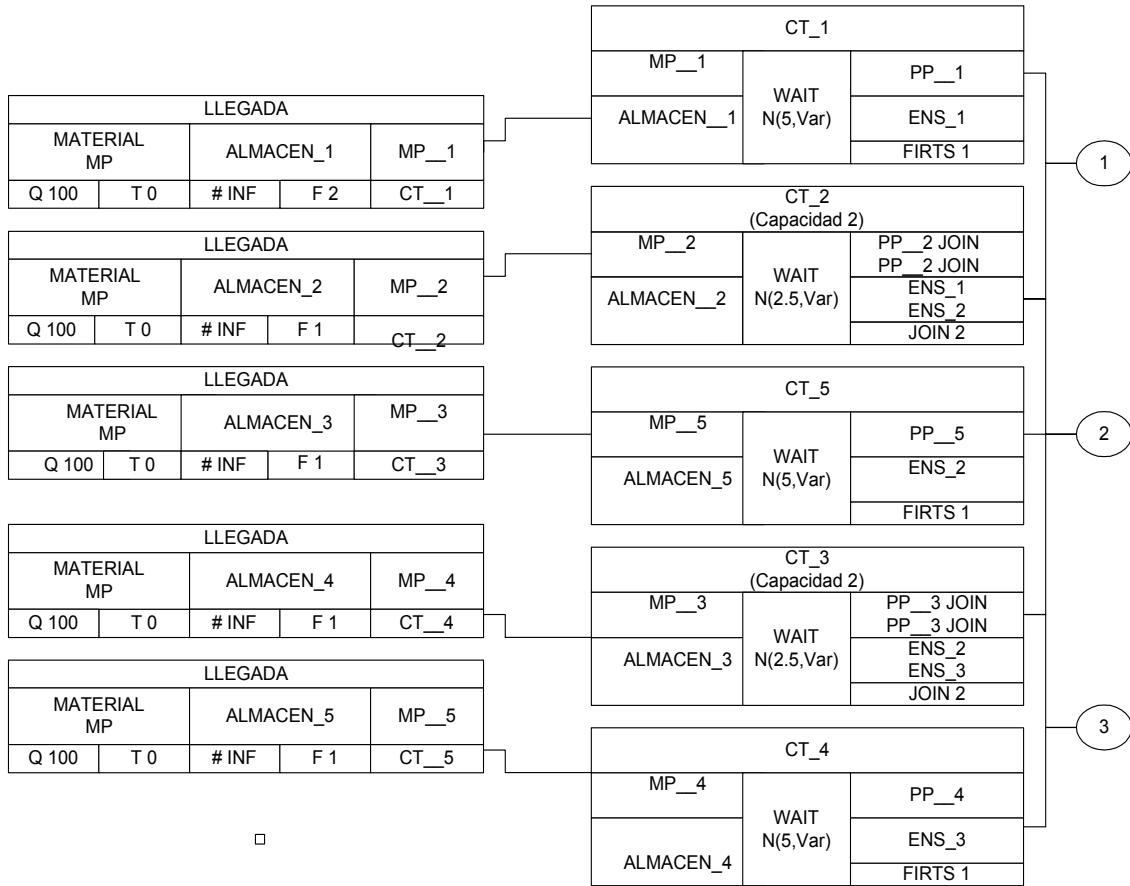 LLEGADA
MATERIAL
MP
ALMACEN_1
MP__1
Q 100
T 0
# INF
F 2
CT__1
LLEGADA
MATERIAL
MP
ALMACEN_2
MP__2
Q 100
T 0
# INF
F 1
CT__2
LLEGADA
MATERIAL
MP
ALMACEN_3
MP__3
Q 100
T 0
# INF
F 1
CT__3
LLEGADA
MATERIAL
MP
ALMACEN_4
MP__4
Q 100
T 0
# INF
F 1
CT__4
LLEGADA
MATERIAL
MP
ALMACEN_5
MP__5
Q 100
T 0
# INF
F 1
CT__5
CT_1
MP__1
ALMACEN__1
WAIT
N(5,Var)
PP__1
ENS_1
FIRTS 1
CT_2
(Capacidad 2)
MP__2
ALMACEN__2
WAIT
N(2.5,Var)
PP__2 JOIN
PP__2 JOIN
ENS_1
ENS_2
JOIN 2
CT_5
MP__5
ALMACEN_5
WAIT
N(5,Var)
PP__5
ENS_2
FIRTS 1
CT_3
(Capacidad 2)
MP__3
ALMACEN_3
WAIT
N(2.5,Var)
PP__3 JOIN
PP__3 JOIN
ENS_2
ENS_3
JOIN 2
CT_4
MP__4
ALMACEN_4
WAIT
N(5,Var)
PP__4
ENS_3
FIRTS 1
1
2
3